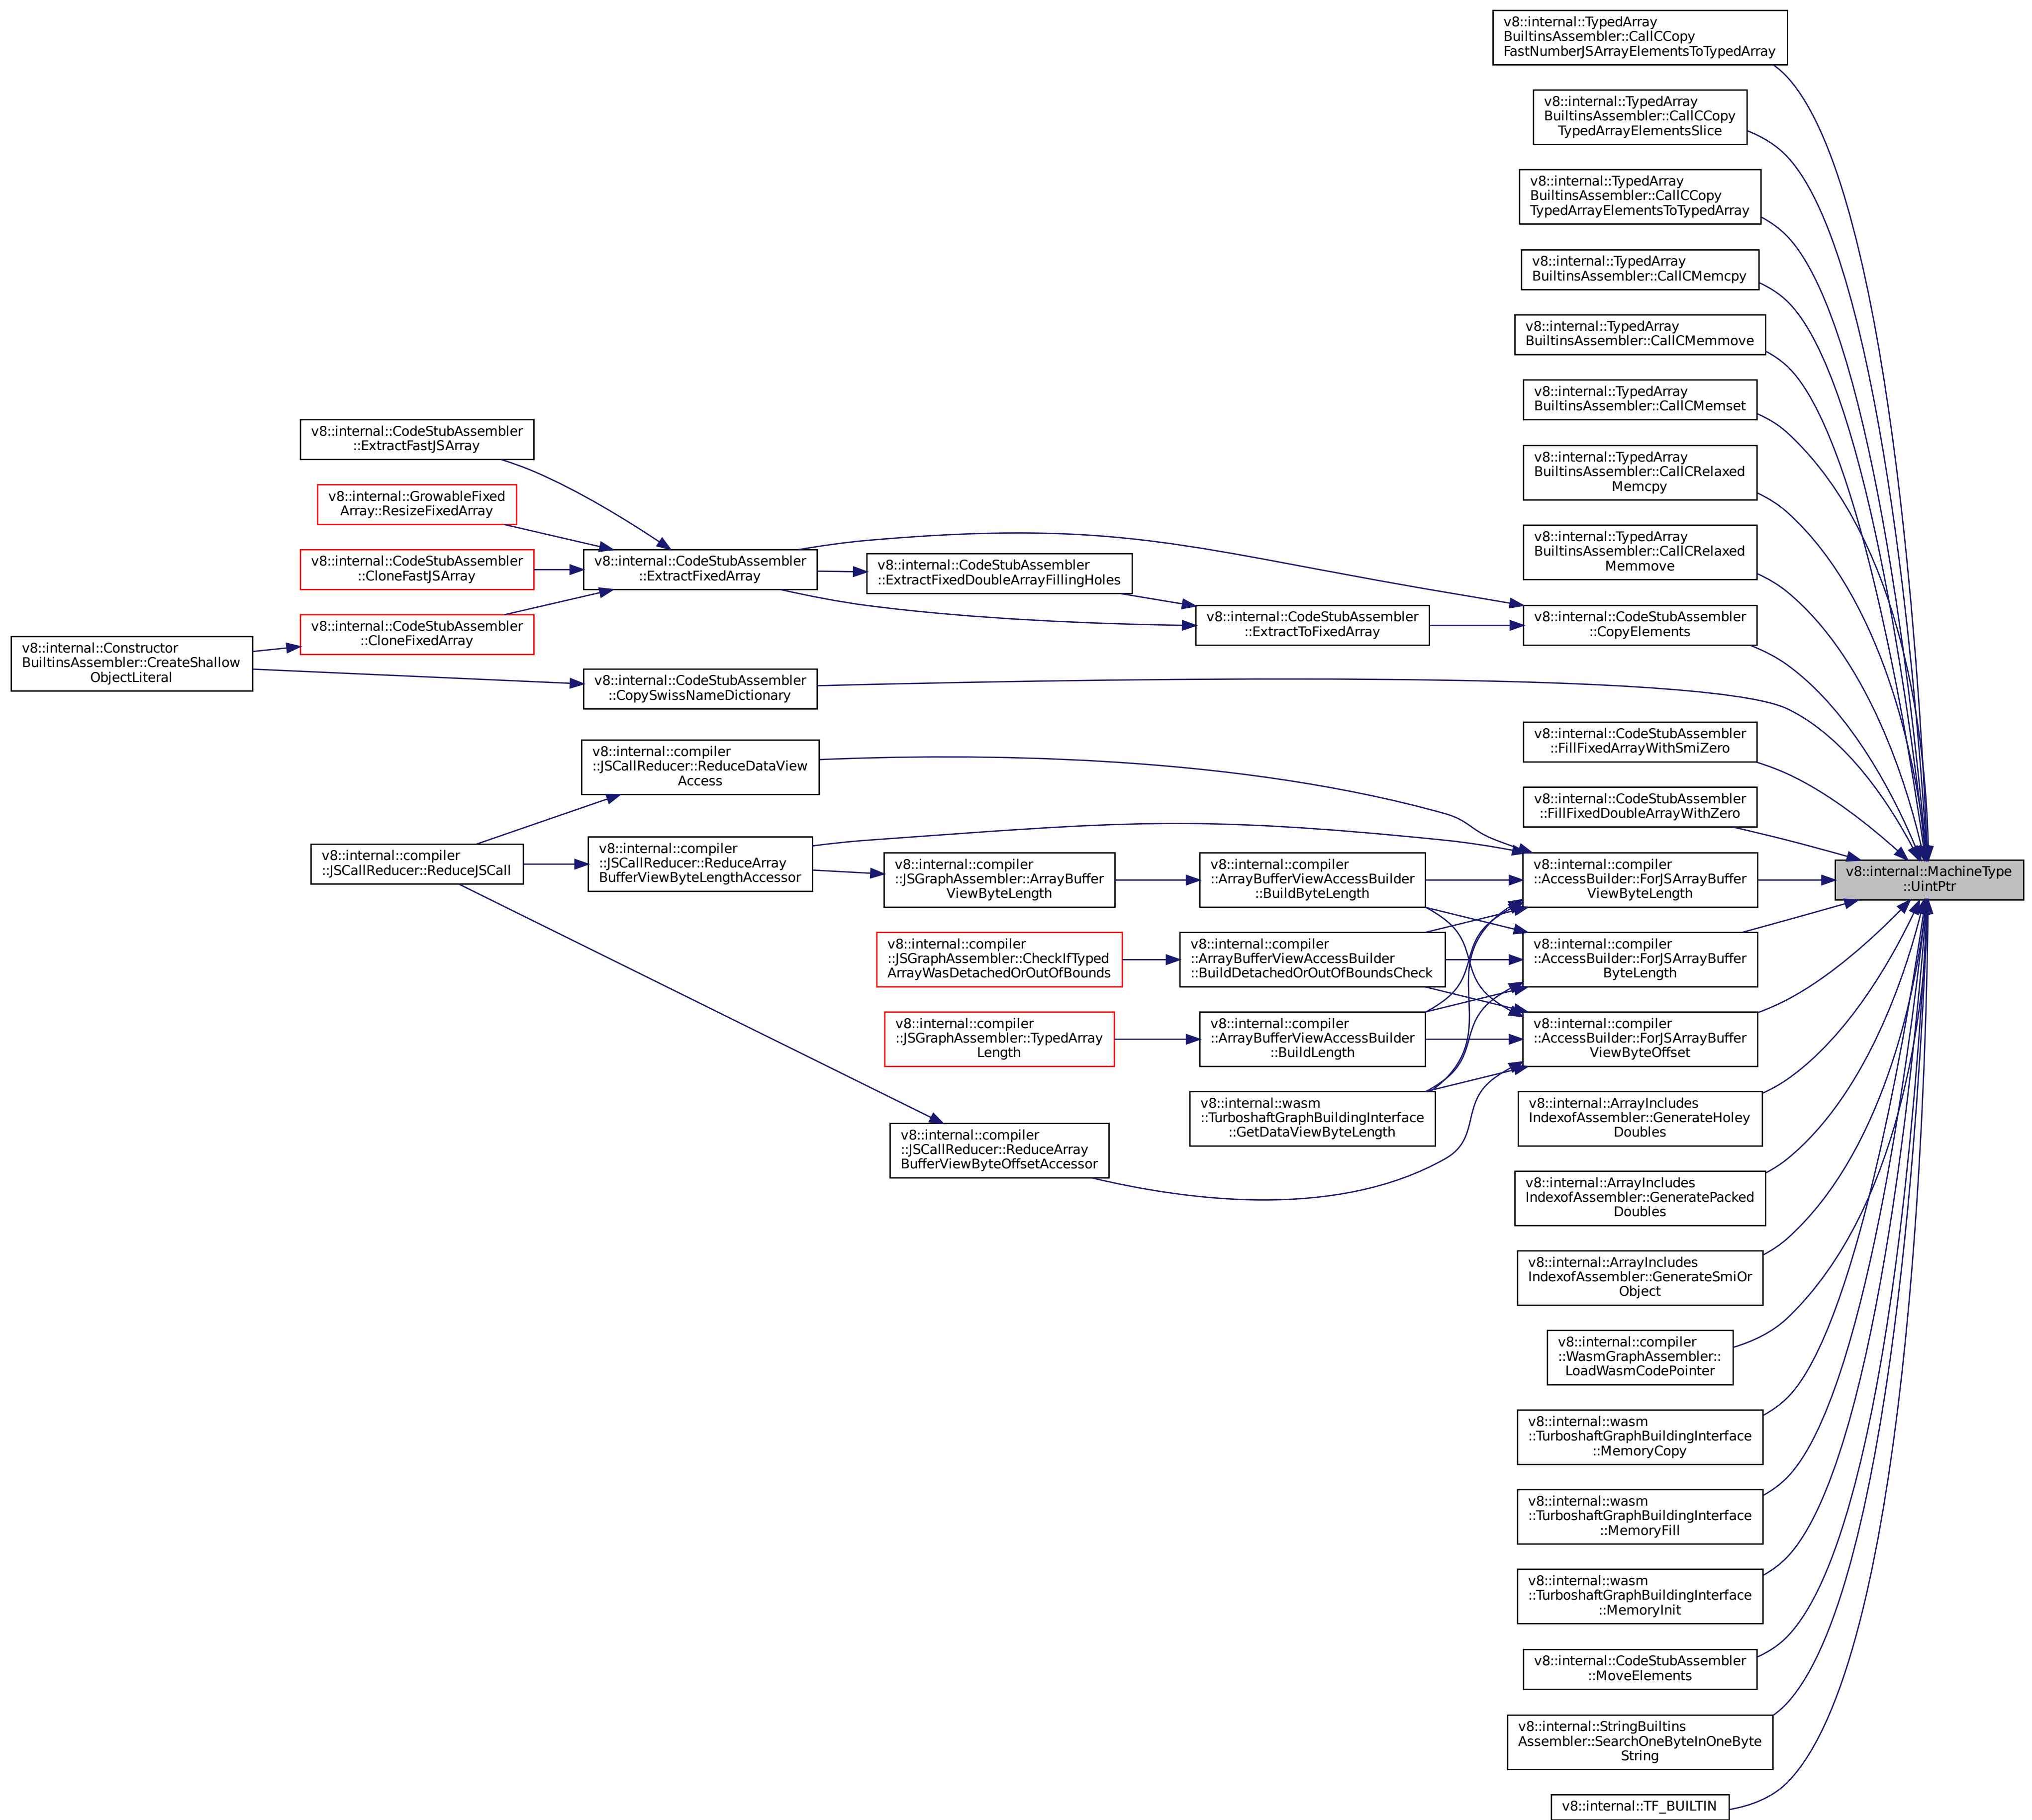 v8::internal::TypedArray
BuiltinsAssembler::CallCCopy
FastNumberJSArrayElementsToTypedArray
v8::internal::TypedArray
BuiltinsAssembler::CallCCopy
TypedArrayElementsSlice
v8::internal::TypedArray
BuiltinsAssembler::CallCCopy
TypedArrayElementsToTypedArray
v8::internal::TypedArray
BuiltinsAssembler::CallCMemcpy
v8::internal::TypedArray
BuiltinsAssembler::CallCMemmove
v8::internal::TypedArray
BuiltinsAssembler::CallCMemset
v8::internal::TypedArray
BuiltinsAssembler::CallCRelaxed
Memcpy
v8::internal::TypedArray
BuiltinsAssembler::CallCRelaxed
Memmove
v8::internal::CodeStubAssembler
::ExtractFastJSArray
v8::internal::GrowableFixed
Array::ResizeFixedArray
v8::internal::CodeStubAssembler
::CloneFastJSArray
v8::internal::CodeStubAssembler
::ExtractFixedArray
v8::internal::CodeStubAssembler
::ExtractFixedDoubleArrayFillingHoles
v8::internal::CodeStubAssembler
::ExtractToFixedArray
v8::internal::CodeStubAssembler
::CopyElements
v8::internal::CodeStubAssembler
::CloneFixedArray
v8::internal::Constructor
BuiltinsAssembler::CreateShallow
ObjectLiteral
v8::internal::CodeStubAssembler
::CopySwissNameDictionary
v8::internal::CodeStubAssembler
::FillFixedArrayWithSmiZero
v8::internal::compiler
::JSCallReducer::ReduceDataView
Access
v8::internal::CodeStubAssembler
::FillFixedDoubleArrayWithZero
v8::internal::compiler
::JSCallReducer::ReduceJSCall
v8::internal::compiler
::JSCallReducer::ReduceArray
BufferViewByteLengthAccessor
v8::internal::compiler
::JSGraphAssembler::ArrayBuffer
ViewByteLength
v8::internal::compiler
::ArrayBufferViewAccessBuilder
::BuildByteLength
v8::internal::compiler
::AccessBuilder::ForJSArrayBuffer
ViewByteLength
v8::internal::MachineType
::UintPtr
v8::internal::compiler
::JSGraphAssembler::CheckIfTyped
ArrayWasDetachedOrOutOfBounds
v8::internal::compiler
::ArrayBufferViewAccessBuilder
::BuildDetachedOrOutOfBoundsCheck
v8::internal::compiler
::AccessBuilder::ForJSArrayBuffer
ByteLength
v8::internal::compiler
::JSGraphAssembler::TypedArray
Length
v8::internal::compiler
::ArrayBufferViewAccessBuilder
::BuildLength
v8::internal::compiler
::AccessBuilder::ForJSArrayBuffer
ViewByteOffset
v8::internal::wasm
::TurboshaftGraphBuildingInterface
::GetDataViewByteLength
v8::internal::ArrayIncludes
IndexofAssembler::GenerateHoley
Doubles
v8::internal::compiler
::JSCallReducer::ReduceArray
BufferViewByteOffsetAccessor
v8::internal::ArrayIncludes
IndexofAssembler::GeneratePacked
Doubles
v8::internal::ArrayIncludes
IndexofAssembler::GenerateSmiOr
Object
v8::internal::compiler
::WasmGraphAssembler::
LoadWasmCodePointer
v8::internal::wasm
::TurboshaftGraphBuildingInterface
::MemoryCopy
v8::internal::wasm
::TurboshaftGraphBuildingInterface
::MemoryFill
v8::internal::wasm
::TurboshaftGraphBuildingInterface
::MemoryInit
v8::internal::CodeStubAssembler
::MoveElements
v8::internal::StringBuiltins
Assembler::SearchOneByteInOneByte
String
v8::internal::TF_BUILTIN